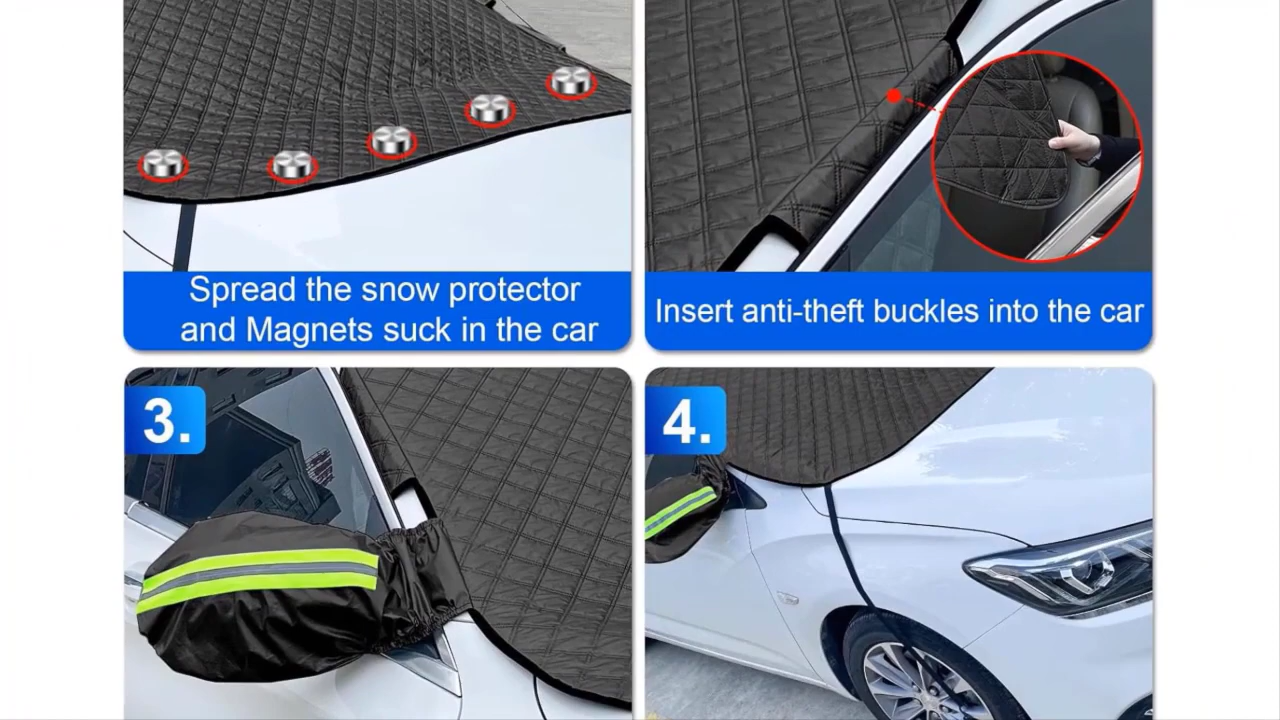 Spread the snow protector
and Magnets suck in the car
Insert anti-theft buckles into the car
3.
4.